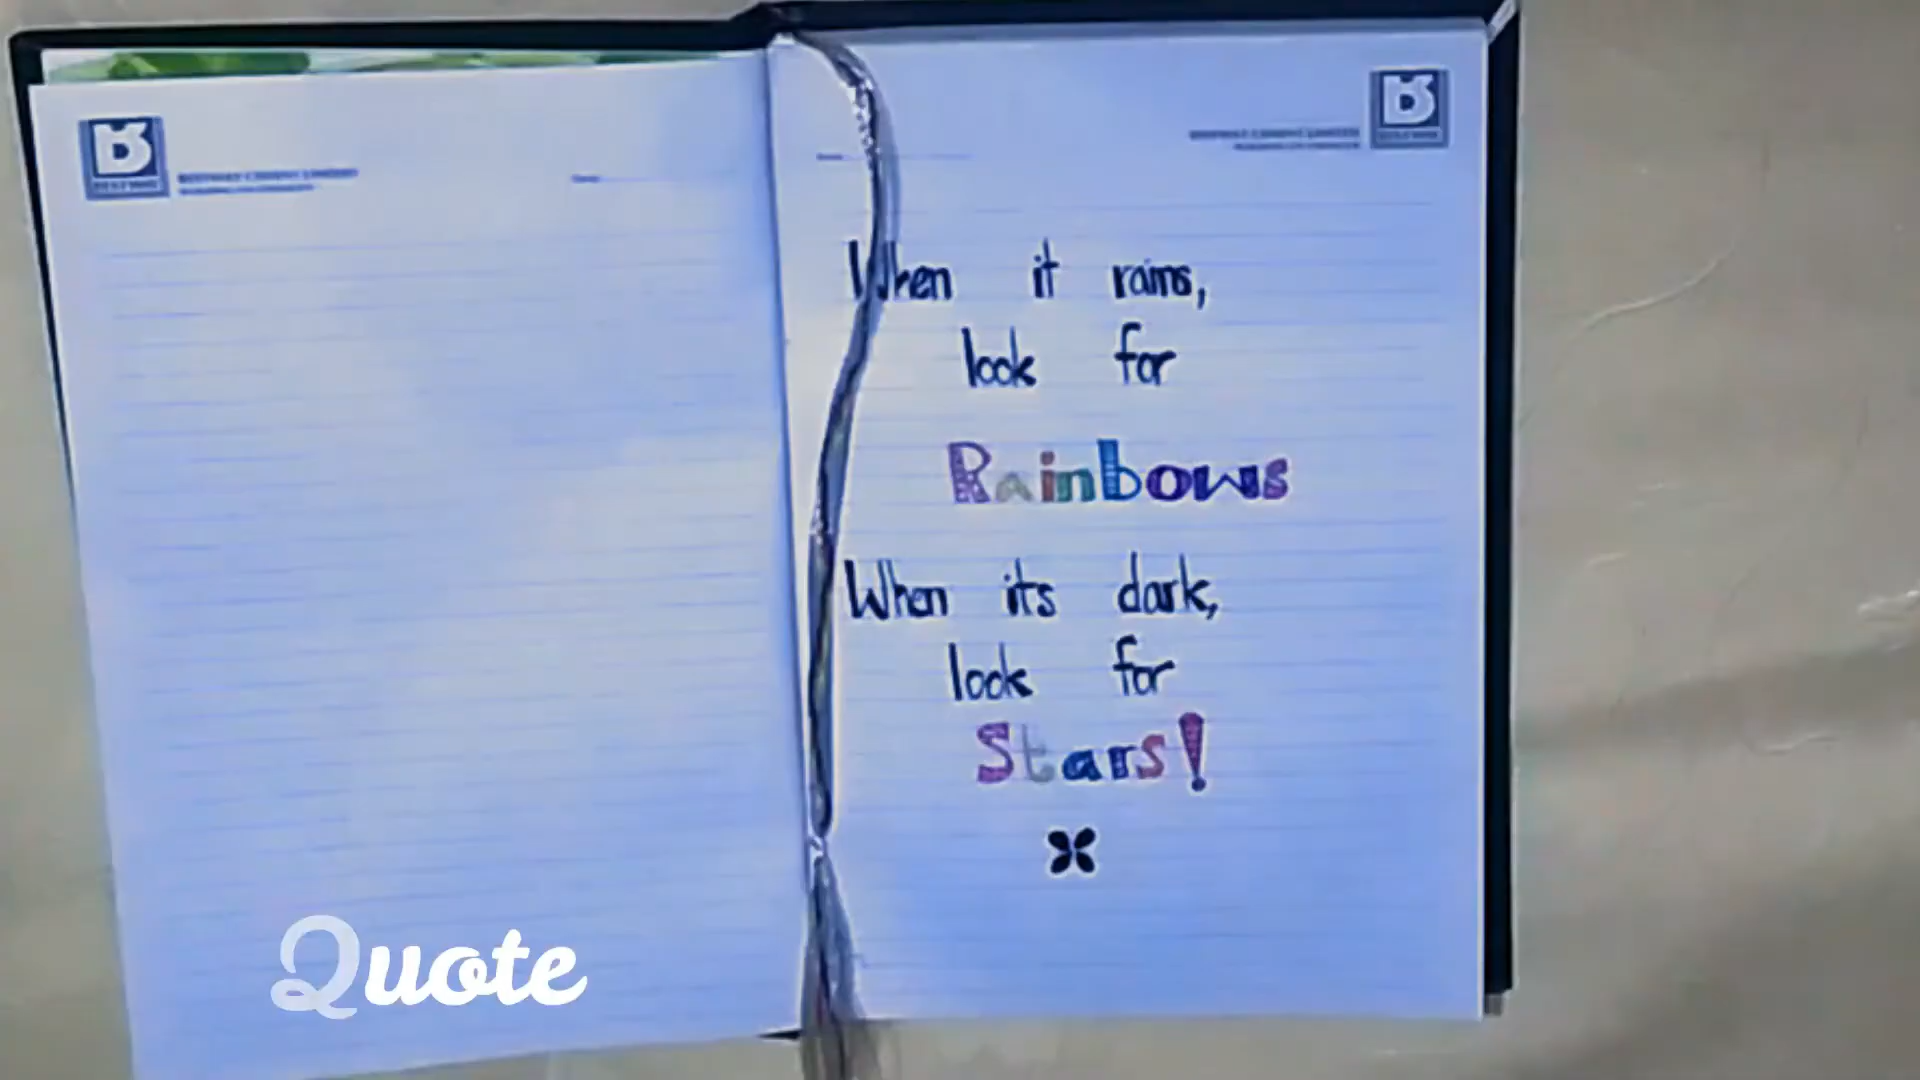 When it rains,
look for
Rainbows
When its dark,
look for
Stars!
Quote